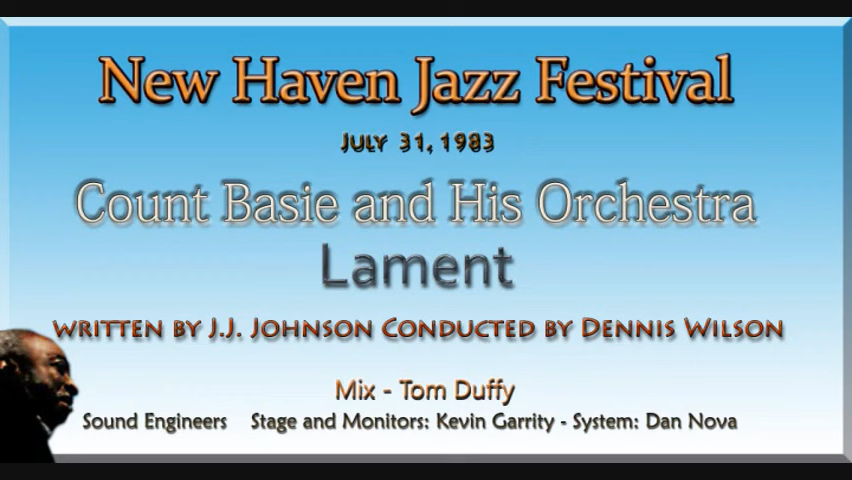 New Haven Jazz Festival
July 31, 1983
Count Basie and His Orchestra
Lament
written by J.J. Johnson Conducted by Dennis Wilson
Mix - Tom Duffy
Sound Engineers Stage and Monitors: Kevin Garrity - System: Dan Nova